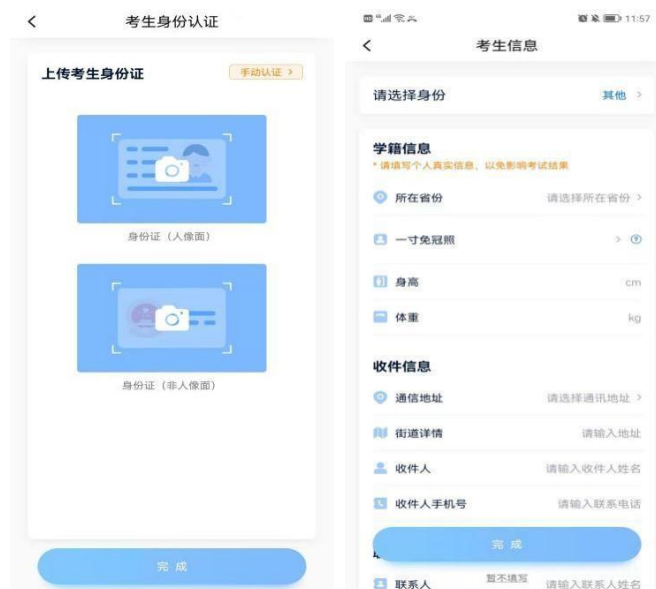 考生身份认证
上传考生身份证
手动认证 >
身份证（人像面）
身份证（非人像面）
完成
11:57
考生信息
请选择身份 其他 >
学籍信息
* 请填写个人真实信息，以免影响考试结果
所在省份 请选择所在省份 >
一寸免冠照 >
身高 cm
体重 kg
收件信息
通信地址 请选择通讯地址 >
街道详情 请输入地址
收件人 请输入收件人姓名
收件人手机号 请输入联系电话
完成
暂不填写
联系人 请输入联系人姓名